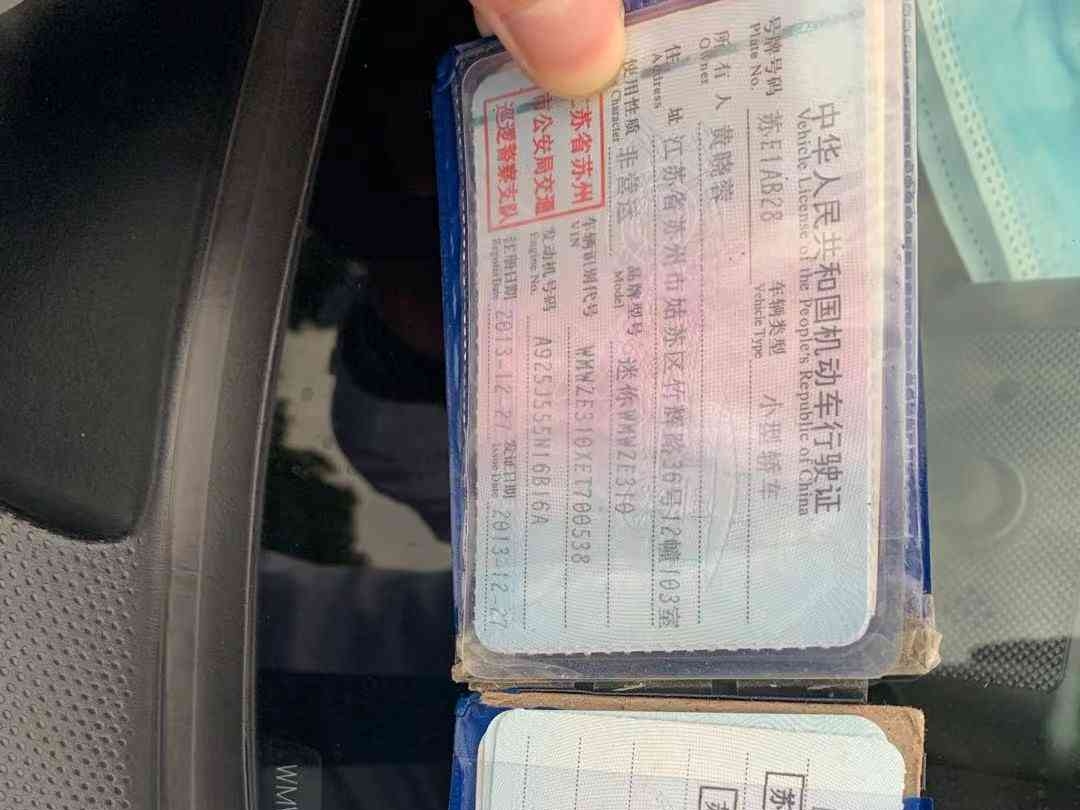 中华人民共和国机动车行驶证
Vehicle License of the People's Republic of China
号牌号码 苏E1AB28 车辆类型 小型轿车
Plate No. Vehicle Type
所有人 黄晓蓉
Owner
住址 江苏省苏州市姑苏区竹辉路36号12幢103室
Address
使用性质 非营运 品牌型号 迷你WMWZE310
Character Model
苏省苏州
市公安局交通
巡逻警察支队
车辆识别代号 WMWZE310XET700538
VIN
发动机号码 A925J555N16B16A
Engine No.
注册日期 2013-12-27 发证日期 2013-12-27
Register Date Issue Date
苏
苏
WM